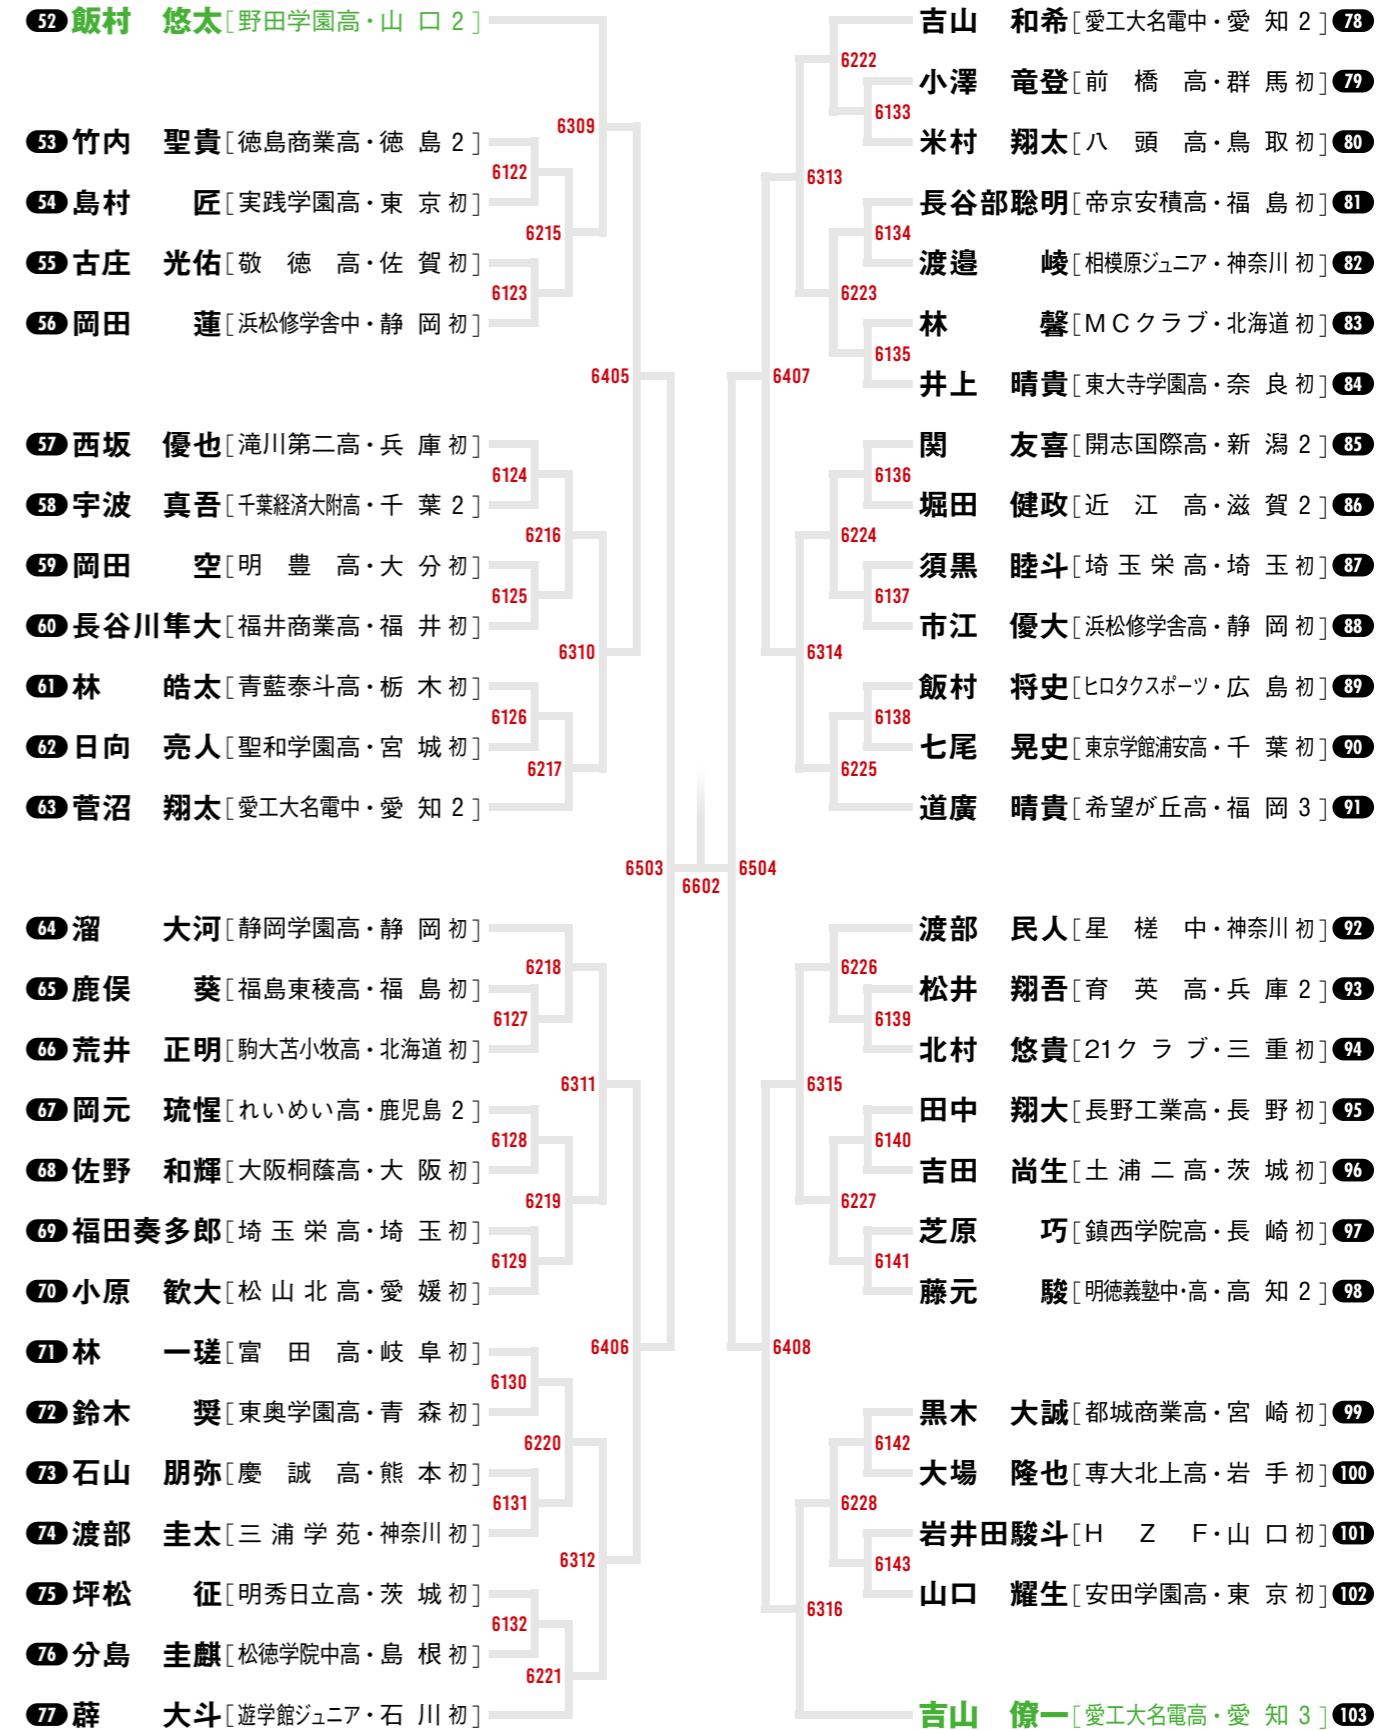 52 飯村 悠太[野田学園高・山口2]
6309
53 竹内 聖貴[徳島商業高・徳島2]
6122
54 島村 匠[実践学園高・東京初]
6215
55 古庄 光佑[敬徳高・佐賀初]
6123
56 岡田 蓮[浜松修学舎中・静岡初]
6405
57 西坂 優也[滝川第二高・兵庫初]
6124
58 宇波 真吾[千葉経済大附高・千葉2]
6216
59 岡田 空[明豊高・大分初]
6125
60 長谷川隼大[福井商業高・福井初]
6310
61 林 皓太[青藍泰斗高・栃木初]
6126
62 日向 亮人[聖和学園高・宮城初]
6217
63 菅沼 翔太[愛工大名電中・愛知2]
6503
6602
64 溜 大河[静岡学園高・静岡初]
6218
65 鹿俣 葵[福島東稜高・福島初]
6127
66 荒井 正明[駒大苫小牧高・北海道初]
6311
67 岡元 琉惺[れいめい高・鹿児島2]
6128
68 佐野 和輝[大阪桐蔭高・大阪初]
6219
69 福田奏多郎[埼玉栄高・埼玉初]
6129
70 小原 歓大[松山北高・愛媛初]
6406
71 林 一瑳[富田高・岐阜初]
6130
72 鈴木 奨[東奥学園高・青森初]
6220
73 石山 朋弥[慶誠高・熊本初]
6131
74 渡部 圭太[三浦学苑・神奈川初]
6312
75 坪松 征[明秀日立高・茨城初]
6132
76 分島 圭麒[松徳学院中高・島根初]
6221
77 薜 大斗[遊学館ジュニア・石川初]
吉山 和希[愛工大名電中・愛知2] 78
6222
小澤 竜登[前橋高・群馬初] 79
6133
米村 翔太[八頭高・鳥取初] 80
6313
長谷部聡明[帝京安積高・福島初] 81
6134
渡邉 崚[相模原ジュニア・神奈川初] 82
6223
林 馨[MCクラブ・北海道初] 83
6135
井上 晴貴[東大寺学園高・奈良初] 84
6407
関 友喜[開志国際高・新潟2] 85
6136
堀田 健政[近江高・滋賀2] 86
6224
須黒 睦斗[埼玉栄高・埼玉初] 87
6137
市江 優大[浜松修学舎高・静岡初] 88
6314
飯村 将史[ヒロタクスポーツ・広島初] 89
6138
七尾 晃史[東京学館浦安高・千葉初] 90
6225
道廣 晴貴[希望が丘高・福岡3] 91
6504
渡部 民人[星槎中・神奈川初] 92
6226
松井 翔吾[育英高・兵庫2] 93
6139
北村 悠貴[21クラブ・三重初] 94
6315
田中 翔大[長野工業高・長野初] 95
6140
吉田 尚生[土浦二高・茨城初] 96
6227
芝原 巧[鎮西学院高・長崎初] 97
6141
藤元 駿[明徳義塾中・高・高知2] 98
6408
黒木 大誠[都城商業高・宮崎初] 99
6142
大場 隆也[専大北上高・岩手初] 100
6228
岩井田駿斗[HZF・山口初] 101
6143
山口 耀生[安田学園高・東京初] 102
6316
吉山 僚一[愛工大名電高・愛知3] 103